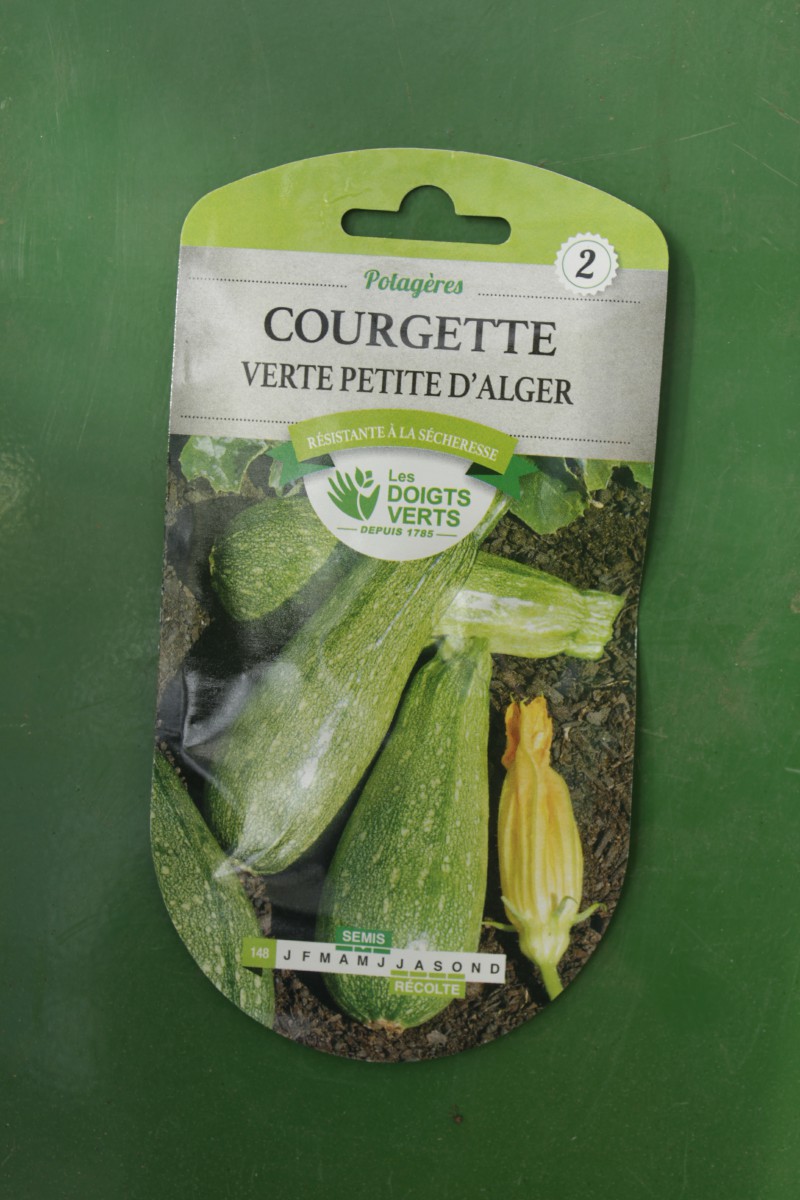 2
Potagères
COURGETTE
VERTE PETITE D'ALGER
RÉSISTANTE À LA SÉCHERESSE
Les
DOIGTS
VERTS
DEPUIS 1785
SEMIS
148 J F M A M J J A S O N D
RÉCOLTE